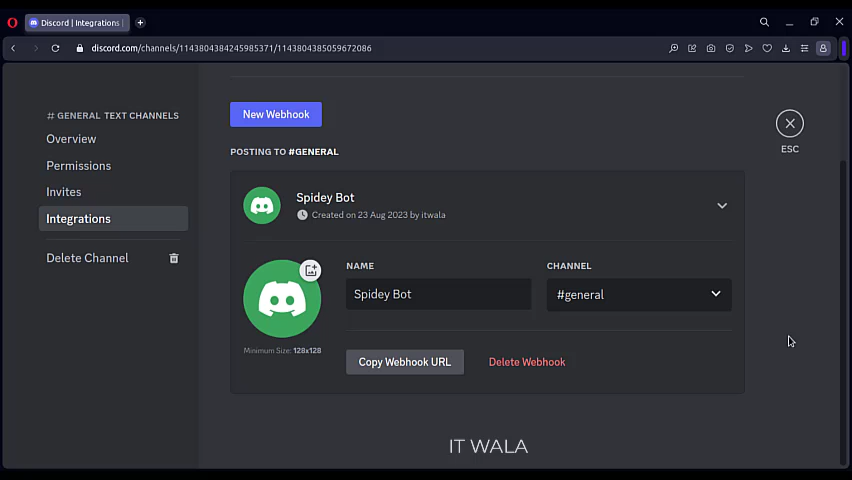 Discord | Integrations |
discord.com/channels/1143804384245985371/1143804385059672086
# GENERAL TEXT CHANNELS
Overview
Permissions
Invites
Integrations
Delete Channel
New Webhook
POSTING TO #GENERAL
Spidey Bot
Created on 23 Aug 2023 by itwala
NAME
Spidey Bot
CHANNEL
#general
Minimum Size: 128x128
Copy Webhook URL
Delete Webhook
ESC
IT WALA